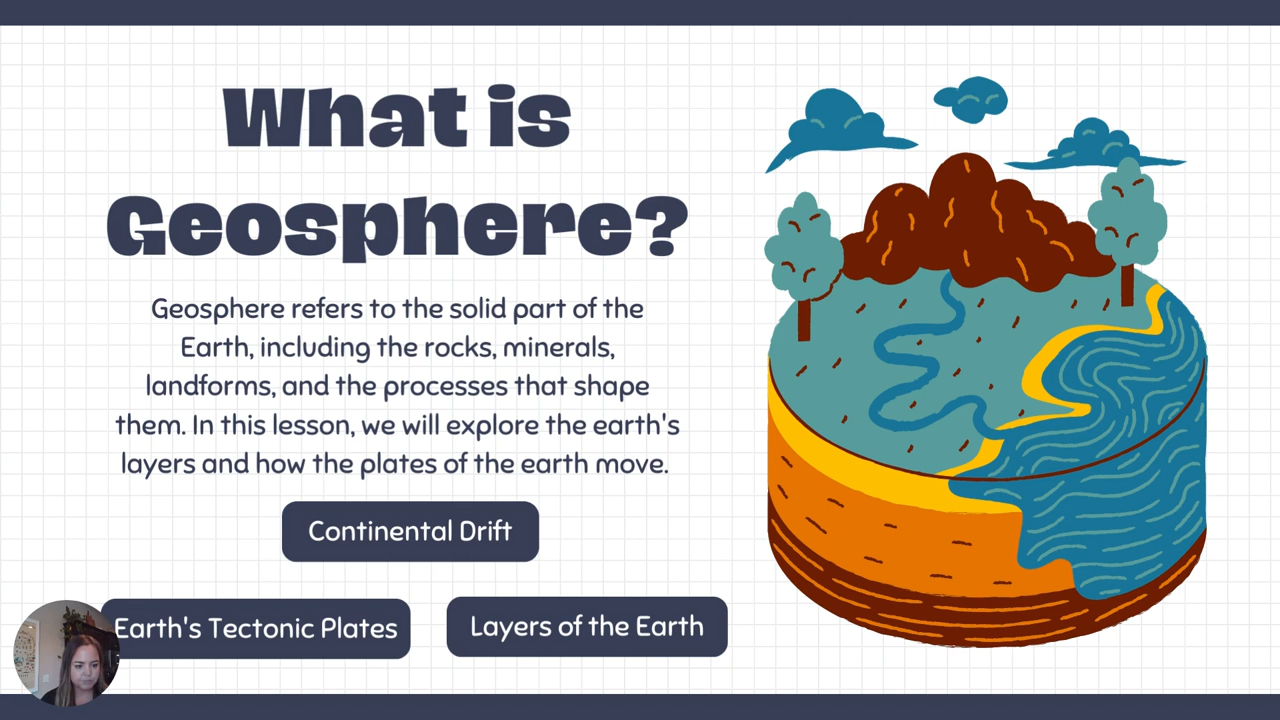 What is
Geosphere?
Geosphere refers to the solid part of the
Earth, including the rocks, minerals,
landforms, and the processes that shape
them. In this lesson, we will explore the earth's
layers and how the plates of the earth move.
Continental Drift
Earth's Tectonic Plates
Layers of the Earth